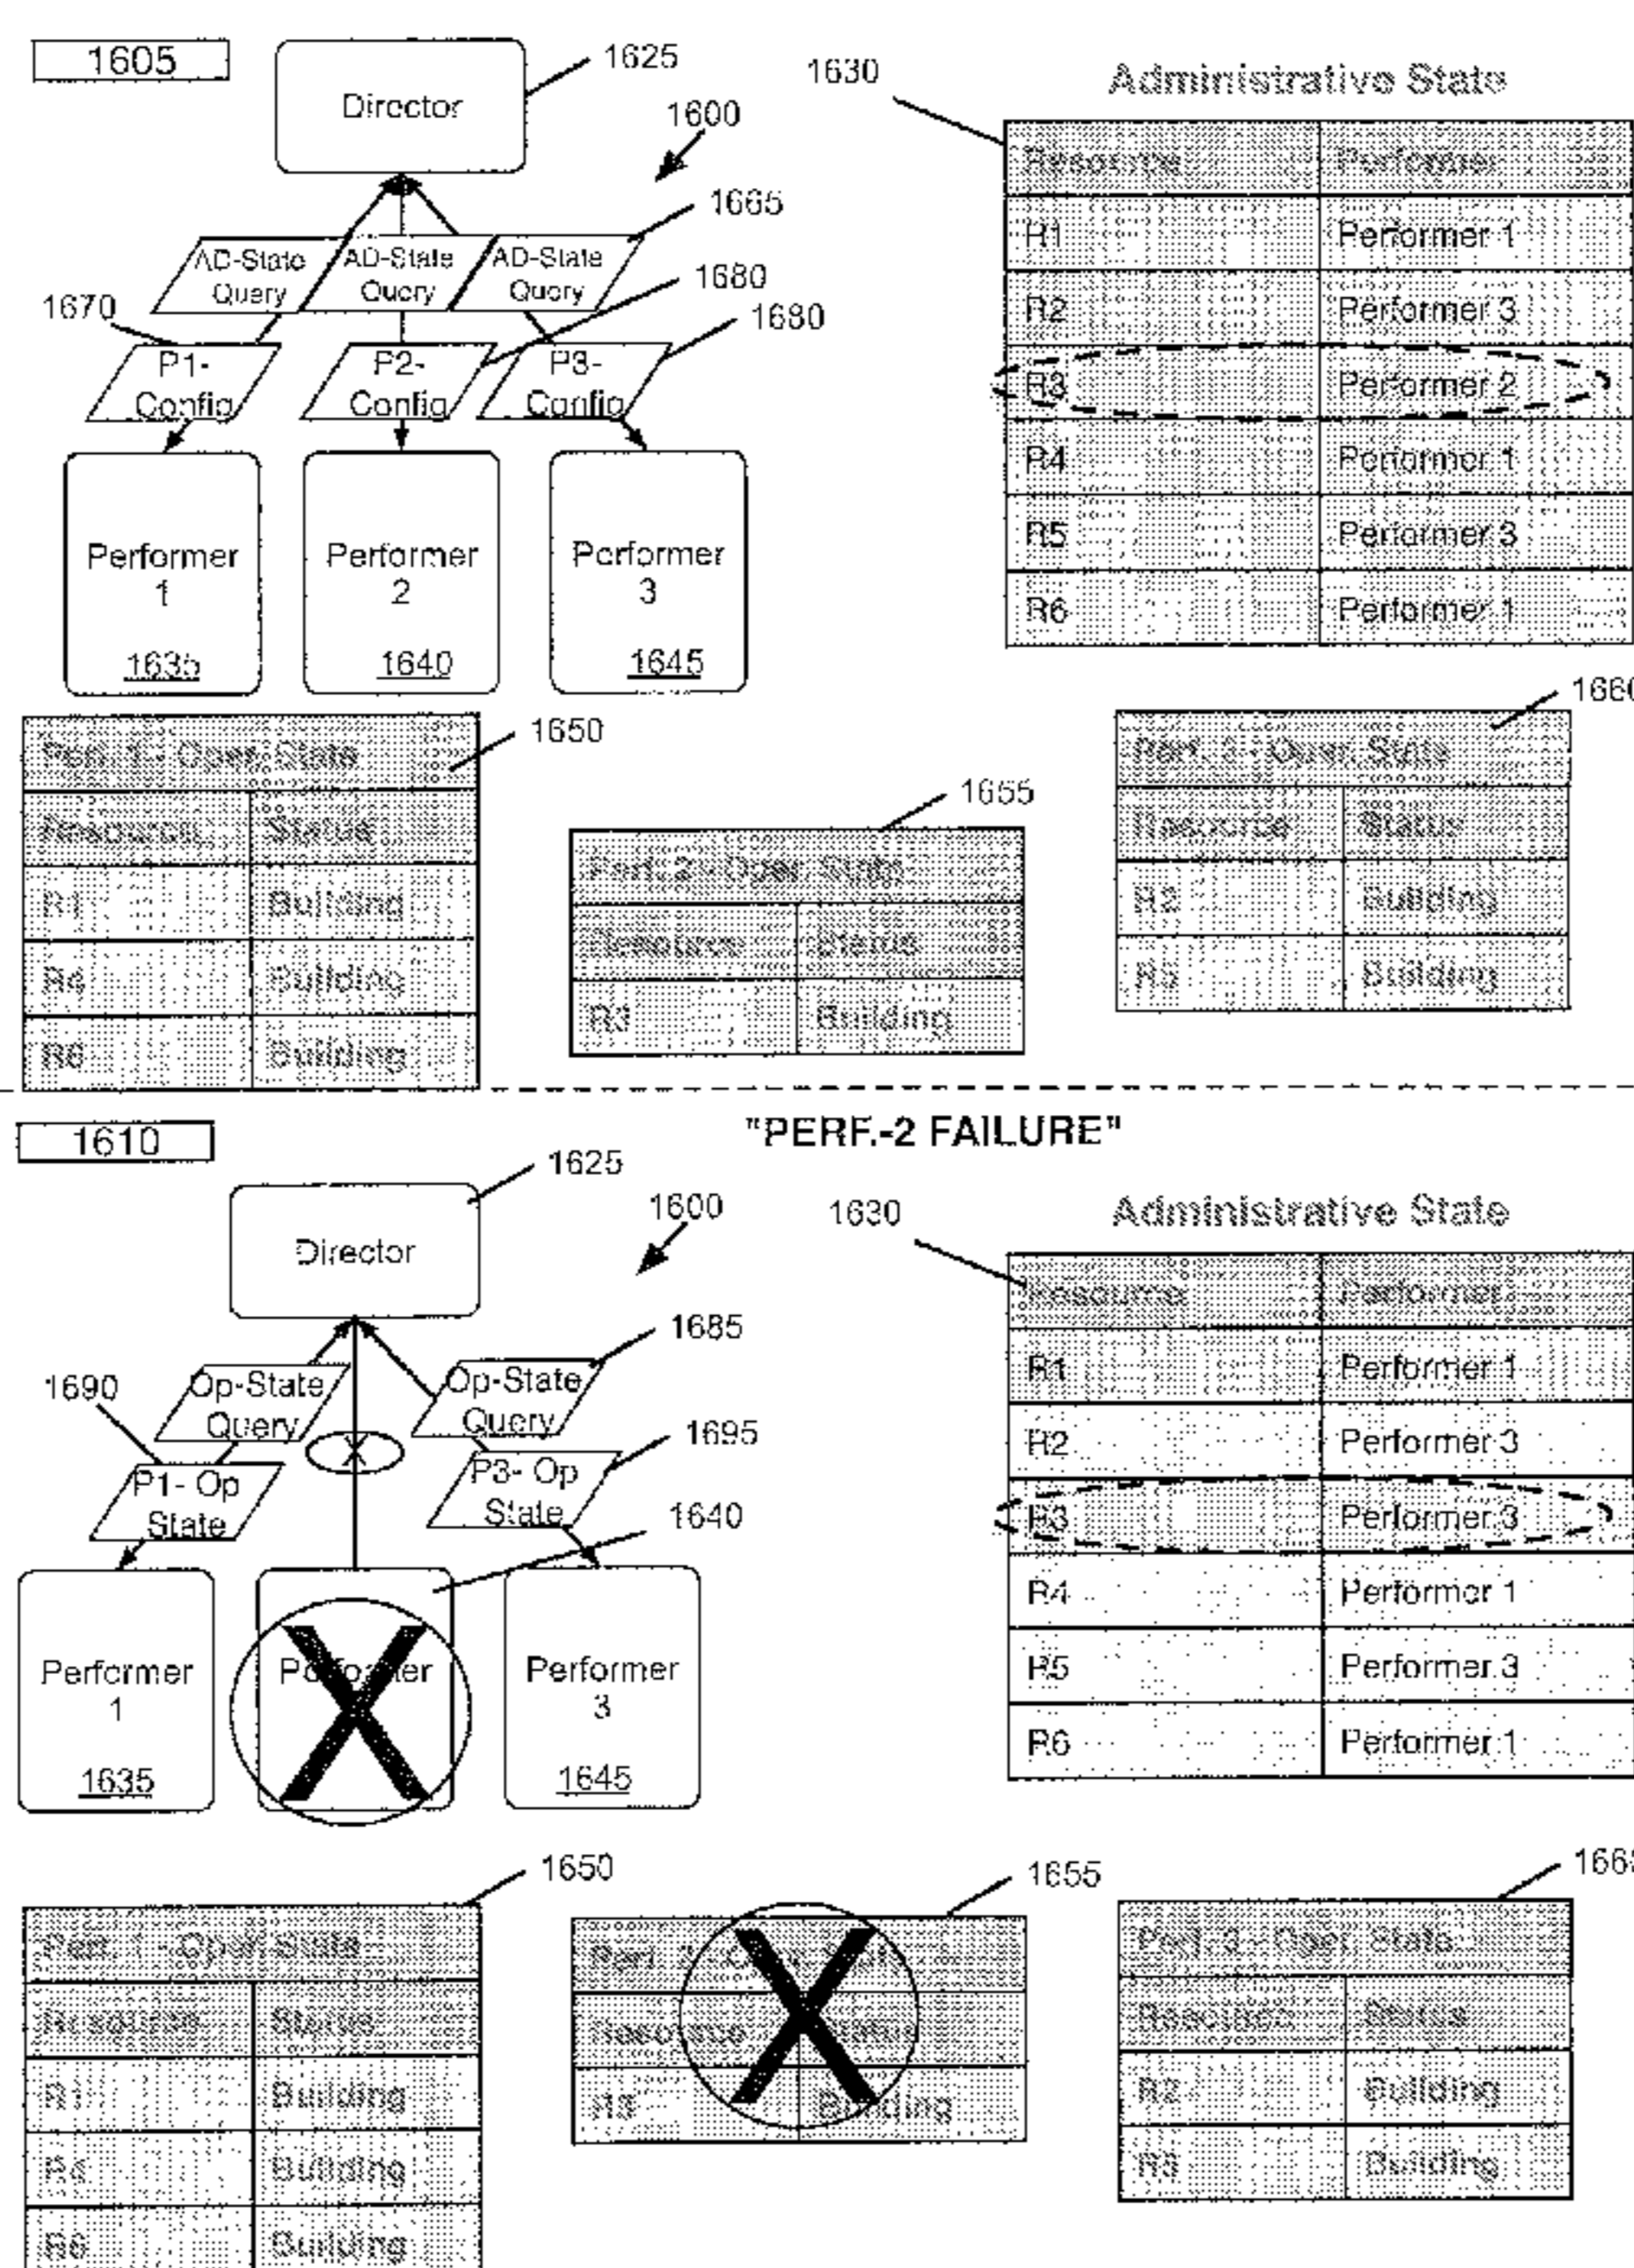 1605
1625
Director
1600
1630
Administrative State
Resource Performer
R1 Performer 1
R2 Performer 3
R3 Performer 2
R4 Performer 1
R5 Performer 3
R6 Performer 1
1665
AD-State Query
AD-State Query
AD-State Query
1680
1670
1680
P1-Config
P2-Config
P3-Config
Performer 1
1635
Performer 2
1640
Performer 3
1645
1650
Perf. 1 - Oper. State
Resource Status
R1 Building
R4 Building
R6 Building
1655
Perf. 2 - Oper. State
Resource Status
R3 Building
Perf. 3 - Oper. State
Resource Status
R2 Building
R5 Building
"PERF.-2 FAILURE"
1610
1625
Director
1600
1630
Administrative State
Resource Performer
R1 Performer 1
R2 Performer 3
R3 Performer 3
R4 Performer 1
R5 Performer 3
R6 Performer 1
1685
1690
Op-State Query
Op-State Query
1695
P1- Op State
P3- Op State
1640
Performer 1
1635
Performer
Performer 3
1645
1650
Perf. 1 - Oper. State
Resource Status
R1 Building
R4 Building
R6 Building
1655
Resource Status
R3 Building
Perf. 3 - Oper. State
Resource Status
R2 Building
Building